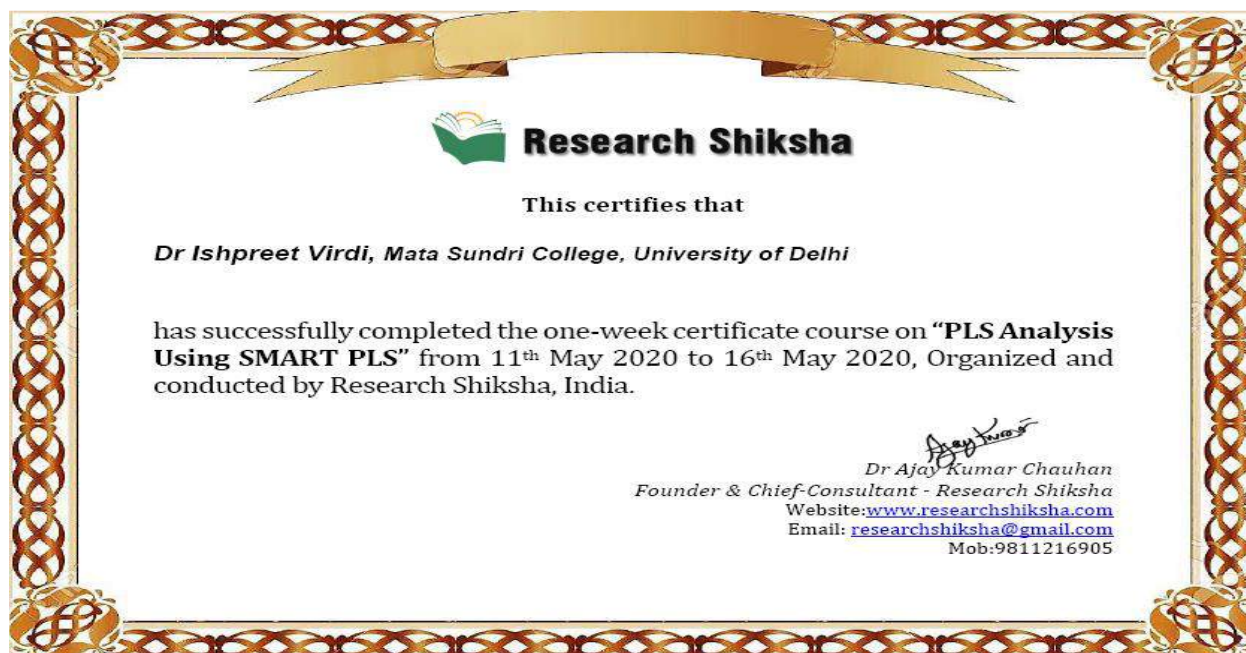 Research Shiksha
This certifies that
Dr Ishpreet Virdi, Mata Sundri College, University of Delhi
has successfully completed the one-week certificate course on “PLS Analysis
Using SMART PLS” from 11th May 2020 to 16th May 2020, Organized and
conducted by Research Shiksha, India.
Ajay Kumar
Dr Ajay Kumar Chauhan
Founder & Chief-Consultant - Research Shiksha
Website:www.researchshiksha.com
Email: researchshiksha@gmail.com
Mob:9811216905